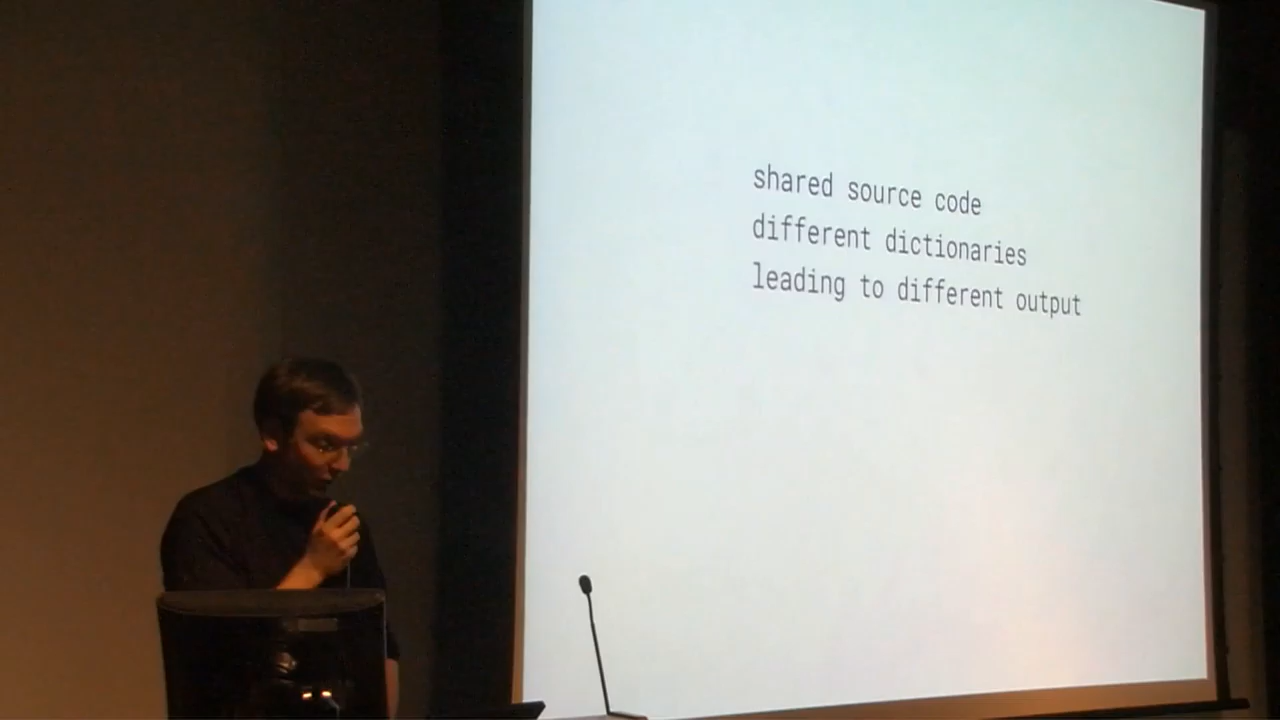 shared source code
different dictionaries
leading to different output